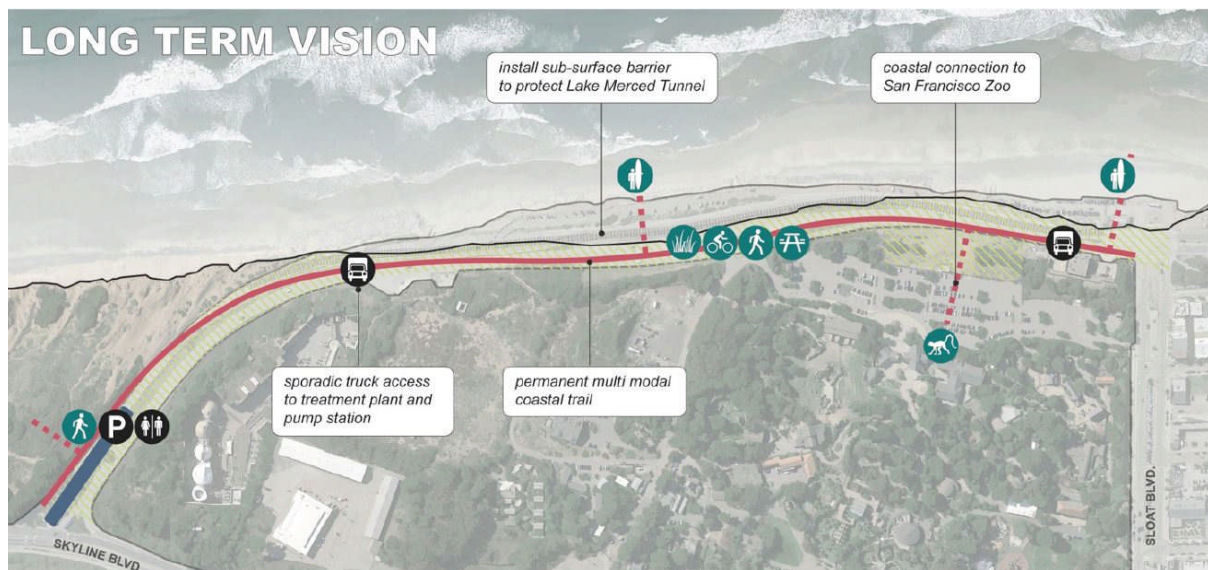 LONG TERM VISION
install sub-surface barrier
to protect Lake Merced Tunnel
coastal connection to
San Francisco Zoo
sporadic truck access
to treatment plant and
pump station
permanent multi modal
coastal trail
P
SKYLINE BLVD.
SLOAT BLVD.